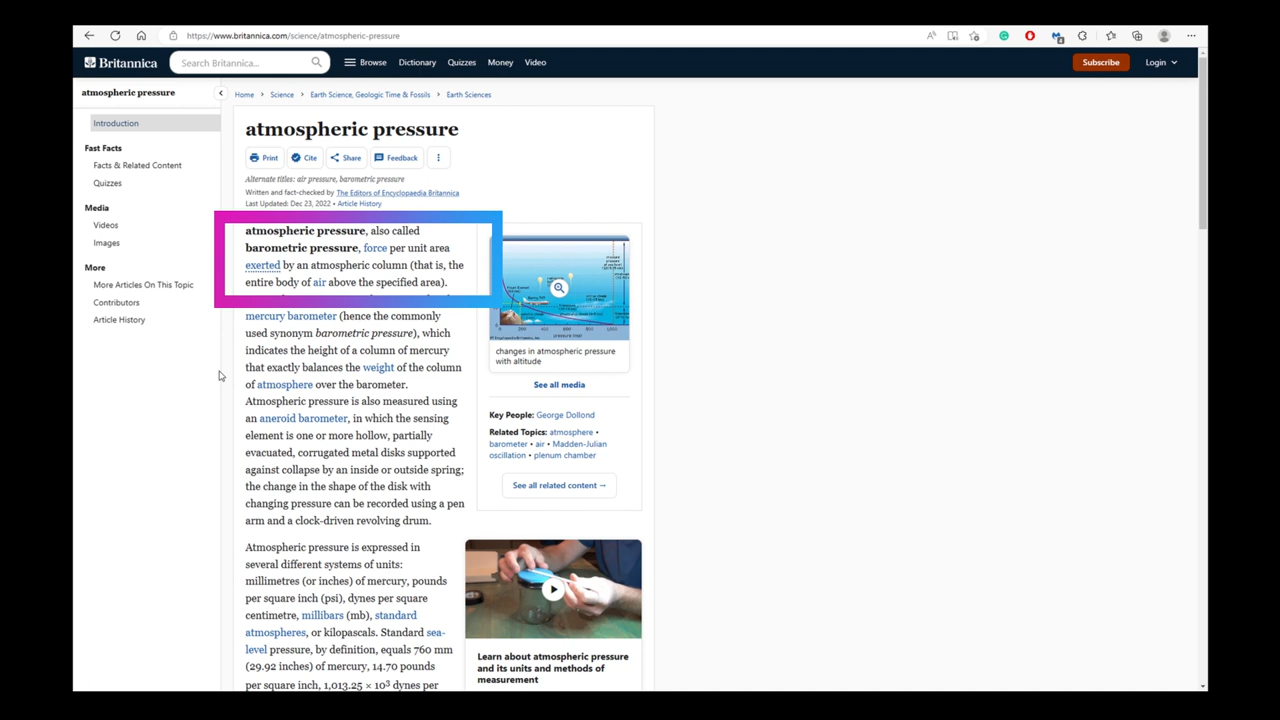 https://www.britannica.com/science/atmospheric-pressure
Britannica
Search Britannica...
Browse
Dictionary
Quizzes
Money
Video
Subscribe
Login
atmospheric pressure
Introduction
Fast Facts
Facts & Related Content
Quizzes
Media
Videos
Images
More
More Articles On This Topic
Contributors
Article History
Home > Science > Earth Science, Geologic Time & Fossils > Earth Sciences
atmospheric pressure
Print
Cite
Share
Feedback
Alternate titles: air pressure, barometric pressure
Written and fact-checked by The Editors of Encyclopaedia Britannica
Last Updated: Dec 23, 2022 • Article History
atmospheric pressure, also called
barometric pressure, force per unit area
exerted by an atmospheric column (that is, the
entire body of air above the specified area).
mercury barometer (hence the commonly
used synonym barometric pressure), which
indicates the height of a column of mercury
that exactly balances the weight of the column
of atmosphere over the barometer.
Atmospheric pressure is also measured using
an aneroid barometer, in which the sensing
element is one or more hollow, partially
evacuated, corrugated metal disks supported
against collapse by an inside or outside spring;
the change in the shape of the disk with
changing pressure can be recorded using a pen
arm and a clock-driven revolving drum.
Atmospheric pressure is expressed in
several different systems of units:
millimetres (or inches) of mercury, pounds
per square inch (psi), dynes per square
centimetre, millibars (mb), standard
atmospheres, or kilopascals. Standard sea-
level pressure, by definition, equals 760 mm
(29.92 inches) of mercury, 14.70 pounds
per square inch, 1,013.25 × 10³ dynes per
changes in atmospheric pressure
with altitude
See all media
Key People: George Dollond
Related Topics: atmosphere •
barometer • air • Madden-Julian
oscillation • plenum chamber
See all related content →
Learn about atmospheric pressure
and its units and methods of
measurement